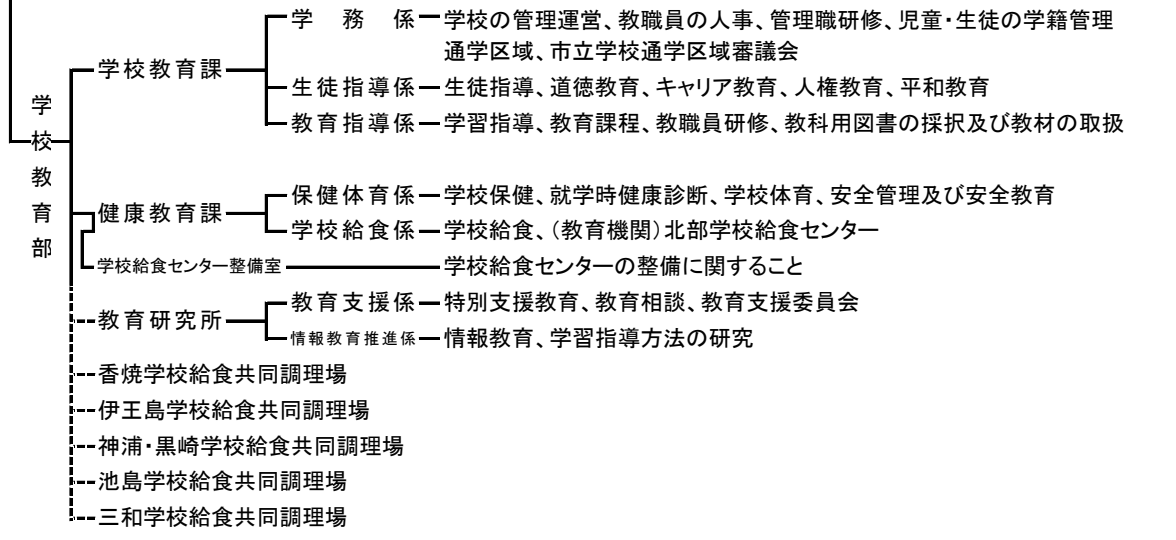 学校教育部
学校教育課
学務係 学校の管理運営、教職員の人事、管理職研修、児童・生徒の学籍管理
通学区域、市立学校通学区域審議会
生徒指導係 生徒指導、道徳教育、キャリア教育、人権教育、平和教育
教育指導係 学習指導、教育課程、教職員研修、教科用図書の採択及び教材の取扱
健康教育課
保健体育係 学校保健、就学時健康診断、学校体育、安全管理及び安全教育
学校給食係 学校給食、(教育機関)北部学校給食センター
学校給食センター整備室 学校給食センターの整備に関すること
教育研究所
教育支援係 特別支援教育、教育相談、教育支援委員会
情報教育推進係 情報教育、学習指導方法の研究
香焼学校給食共同調理場
伊王島学校給食共同調理場
神浦・黒崎学校給食共同調理場
池島学校給食共同調理場
三和学校給食共同調理場